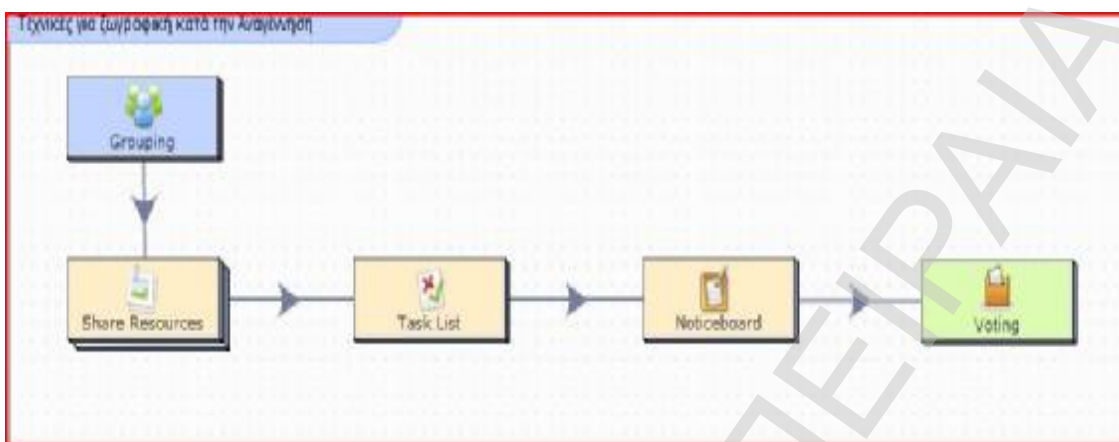 Τεχνικές για ζωγραφική κατά την Αναγέννηση
Grouping
Share Resources
Task List
Noticeboard
Voting